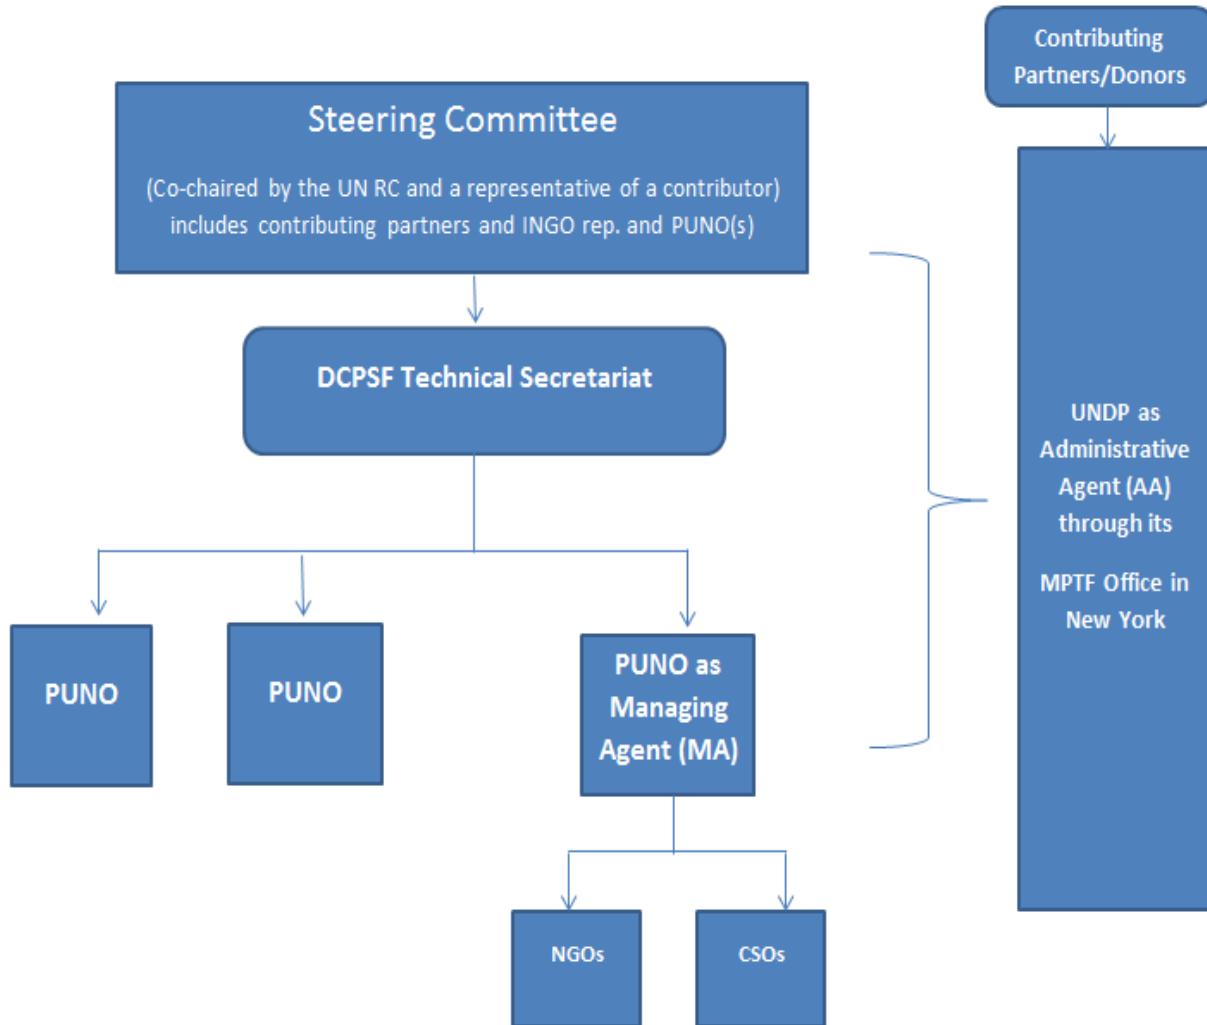 Contributing
Partners/Donors
Steering Committee
(Co-chaired by the UN RC and a representative of a contributor)
includes contributing partners and INGO rep. and PUNO(s)
DCPSF Technical Secretariat
UNDP as
Administrative
Agent (AA)
through its
MPTF Office in
New York
PUNO
PUNO
PUNO as
Managing
Agent (MA)
NGOs
CSOs